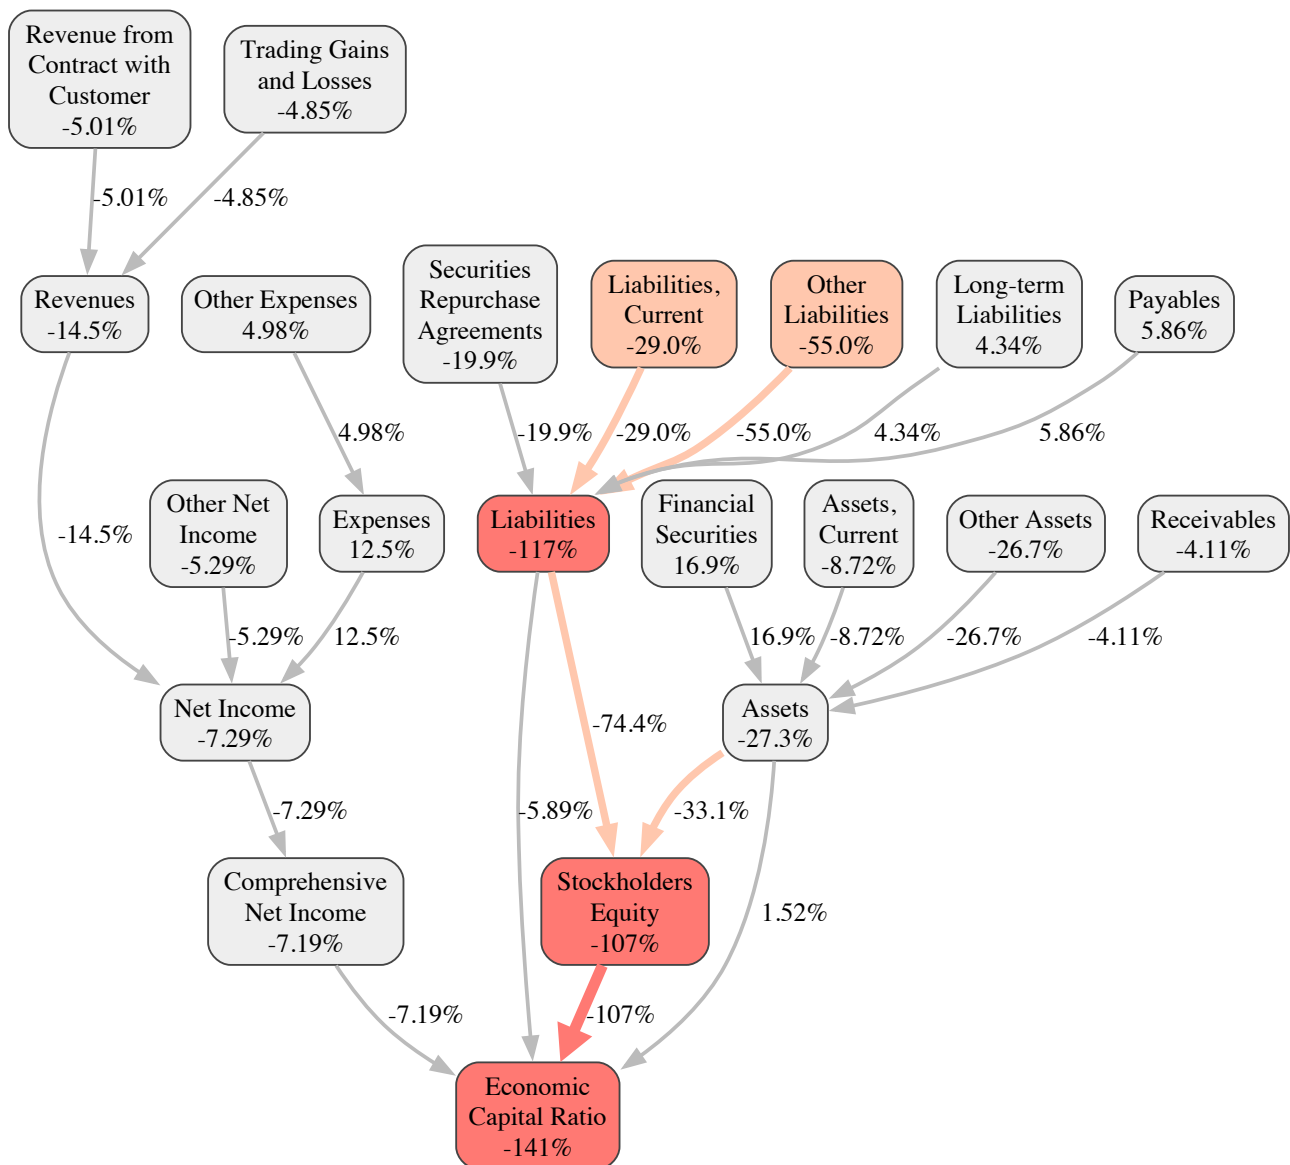 Revenue from
Contract with
Customer
-5.01%
Trading Gains
and Losses
-4.85%
-5.01%
-4.85%
Revenues
-14.5%
Other Expenses
4.98%
Securities
Repurchase
Agreements
-19.9%
Liabilities,
Current
-29.0%
Other
Liabilities
-55.0%
Long-term
Liabilities
4.34%
Payables
5.86%
4.98%
-19.9%
-29.0%
-55.0%
4.34%
5.86%
-14.5%
Other Net
Income
-5.29%
Expenses
12.5%
Liabilities
-117%
Financial
Securities
16.9%
Assets,
Current
-8.72%
Other Assets
-26.7%
Receivables
-4.11%
-5.29%
12.5%
16.9%
-8.72%
-26.7%
-4.11%
Net Income
-7.29%
-74.4%
Assets
-27.3%
-7.29%
-5.89%
-33.1%
Comprehensive
Net Income
-7.19%
Stockholders
Equity
-107%
1.52%
-7.19%
-107%
Economic
Capital Ratio
-141%